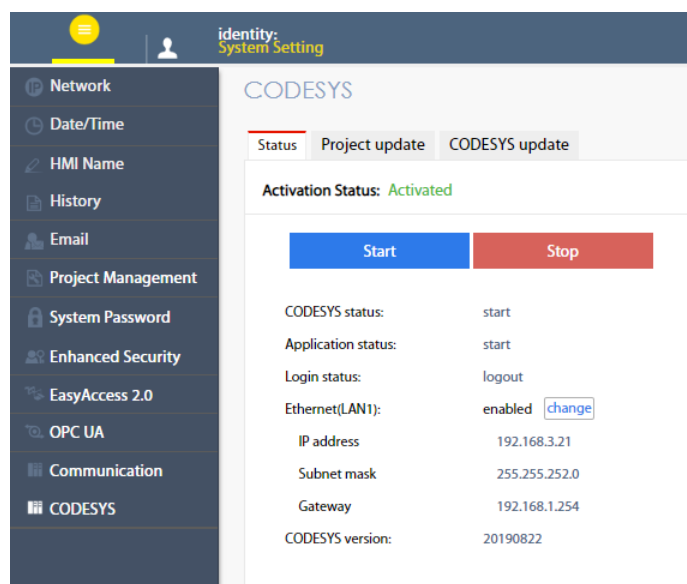 identity:
System Setting
Network
Date/Time
HMI Name
History
Email
Project Management
System Password
Enhanced Security
EasyAccess 2.0
OPC UA
Communication
CODESYS
CODESYS
Status Project update CODESYS update
Activation Status: Activated
Start Stop
CODESYS status: start
Application status: start
Login status: logout
Ethernet(LAN1): enabled change
IP address 192.168.3.21
Subnet mask 255.255.252.0
Gateway 192.168.1.254
CODESYS version: 20190822